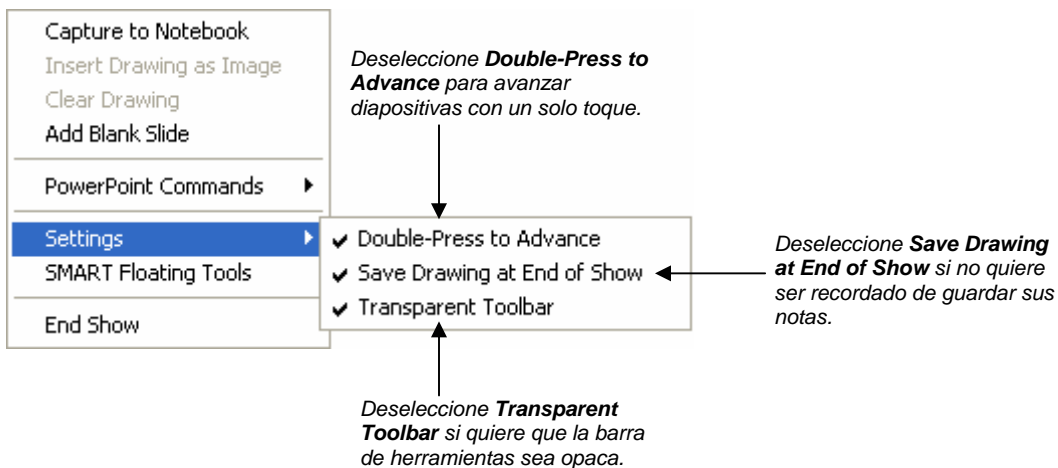 Capture to Notebook
Insert Drawing as Image
Clear Drawing
Add Blank Slide
PowerPoint Commands
Settings
SMART Floating Tools
End Show
Deseleccione Double-Press to
Advance para avanzar
diapositivas con un solo toque.
Double-Press to Advance
Save Drawing at End of Show
Transparent Toolbar
Deseleccione Save Drawing
at End of Show si no quiere
ser recordado de guardar sus
notas.
Deseleccione Transparent
Toolbar si quiere que la barra
de herramientas sea opaca.